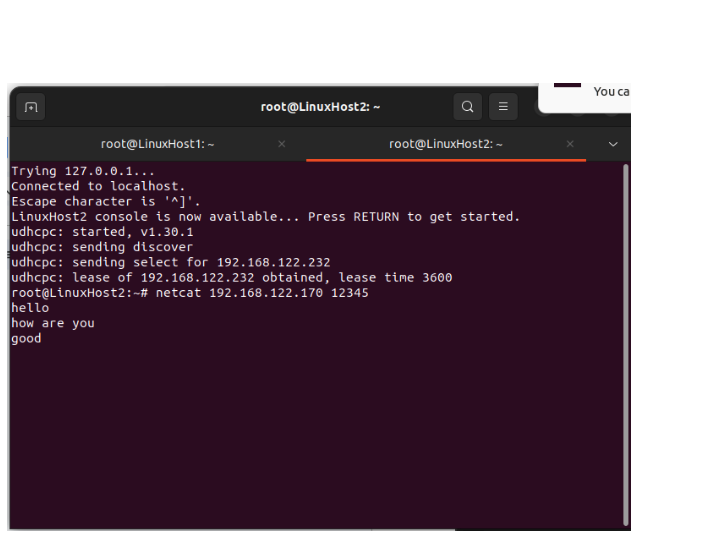 You ca
root@LinuxHost2: ~
root@LinuxHost1: ~
root@LinuxHost2: ~
Trying 127.0.0.1...
Connected to localhost.
Escape character is '^]'.
LinuxHost2 console is now available... Press RETURN to get started.
udhcpc: started, v1.30.1
udhcpc: sending discover
udhcpc: sending select for 192.168.122.232
udhcpc: lease of 192.168.122.232 obtained, lease time 3600
root@LinuxHost2:~# netcat 192.168.122.170 12345
hello
how are you
good